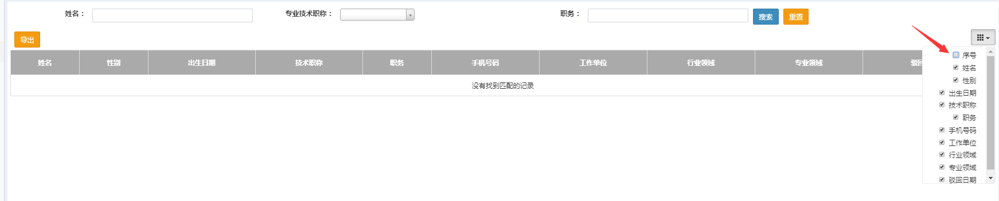 姓名： 专业技术职称： 职务： 搜索 重置
导出
姓名 性别 出生日期 技术职称 职务 手机号码 工作单位 行业领域 专业领域 驳回
没有找到匹配的记录
序号
姓名
性别
出生日期
技术职称
职务
手机号码
工作单位
行业领域
专业领域
驳回日期